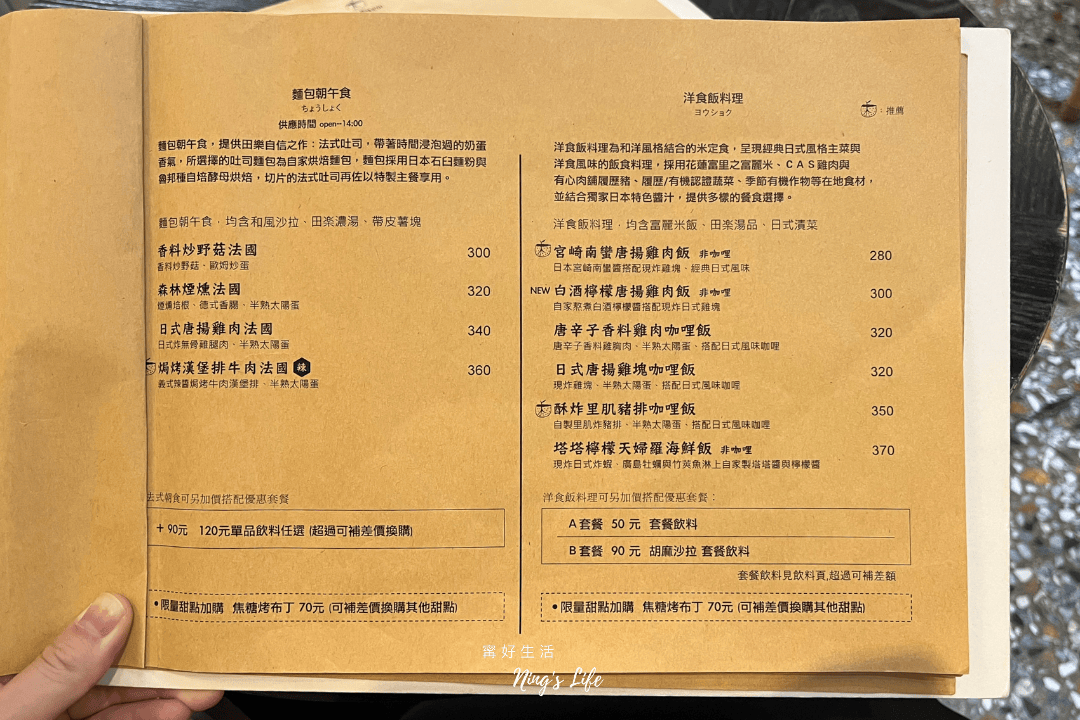 麵包朝午食
ちょうしょく
供應時間 open~14:00
麵包朝午食，提供田樂自信之作：法式吐司，帶著時間浸泡過的奶蛋
香氣，所選擇的吐司麵包為自家烘焙麵包，麵包採用日本石臼麵粉與
魯邦種自培酵母烘焙，切片的法式吐司再佐以特製主餐享用。
麵包朝午食，均含和風沙拉、田楽濃湯、帶皮薯塊
香料炒野菇法國 300
香料炒野菇、歐姆炒蛋
森林煙燻法國 320
煙燻培根、德式香腸、半熟太陽蛋
日式唐揚雞肉法國 340
日式炸無骨雞腿肉、半熟太陽蛋
焗烤漢堡排牛肉法國 辣 360
義式辣醬焗烤牛肉漢堡排、半熟太陽蛋
法式朝食可另加價搭配優惠套餐
+ 90元 120元單品飲料任選 (超過可補差價換購)
•限量甜點加購 焦糖烤布丁 70元 (可補差價換購其他甜點)
洋食飯料理
ヨウショク
：推薦
洋食飯料理為和洋風格結合的米定食，呈現經典日式風格主菜與
洋食風味的飯食料理，採用花蓮富里之富麗米、CAS雞肉與
有心肉舖履歷豬、履歷/有機認證蔬菜、季節有機作物等在地食材，
並結合獨家日本特色醬汁，提供多樣的餐食選擇。
洋食飯料理，均含富麗米飯、田楽湯品、日式漬菜
宮崎南蠻唐揚雞肉飯 非咖哩 280
日本宮崎南蠻醬搭配現炸雞塊、經典日式風味
NEW 白酒檸檬唐揚雞肉飯 非咖哩 300
自家熬煮白酒檸檬醬搭配現炸日式雞塊
唐辛子香料雞肉咖哩飯 320
唐辛子香料雞胸肉、半熟太陽蛋、搭配日式風味咖哩
日式唐揚雞塊咖哩飯 320
現炸雞塊、半熟太陽蛋、搭配日式風味咖哩
酥炸里肌豬排咖哩飯 350
自製里肌炸豬排、半熟太陽蛋、搭配日式風味咖哩
塔塔檸檬天婦羅海鮮飯 非咖哩 370
現炸日式炸蝦、廣島牡蠣與竹筴魚淋上自家製塔塔醬與檸檬醬
洋食飯料理可另加價搭配優惠套餐：
A 套餐 50 元 套餐飲料
B 套餐 90 元 胡麻沙拉 套餐飲料
套餐飲料見飲料頁,超過可補差額
•限量甜點加購 焦糖烤布丁 70元 (可補差價換購其他甜點)
蜜好生活
Ning's Life